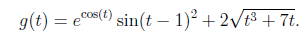 g(t) = e^{cos(t)} sin(t − 1)^2 + 2√(t^3 + 7t).